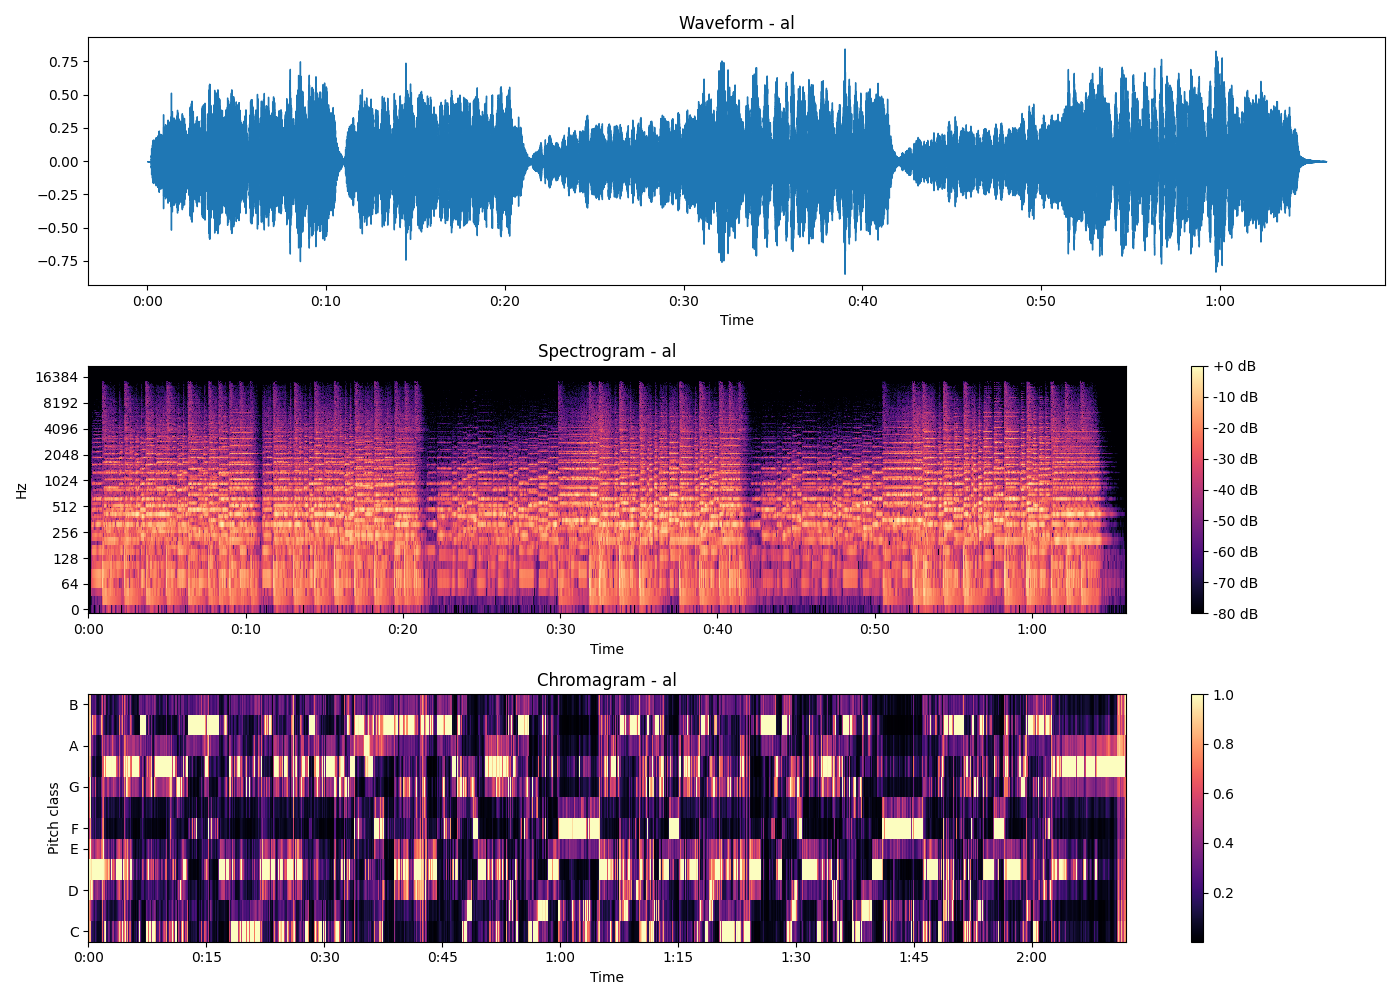 Waveform - al
0.75
0.50
0.25
0.00
−0.25
−0.50
−0.75
0:00 0:10 0:20 0:30 0:40 0:50 1:00
Time
Spectrogram - al
Hz
16384
8192
4096
2048
1024
512
256
128
64
0
0:00 0:10 0:20 0:30 0:40 0:50 1:00
Time
+0 dB
-10 dB
-20 dB
-30 dB
-40 dB
-50 dB
-60 dB
-70 dB
-80 dB
Chromagram - al
Pitch class
B
A
G
F
E
D
C
0:00 0:15 0:30 0:45 1:00 1:15 1:30 1:45 2:00
Time
1.0
0.8
0.6
0.4
0.2